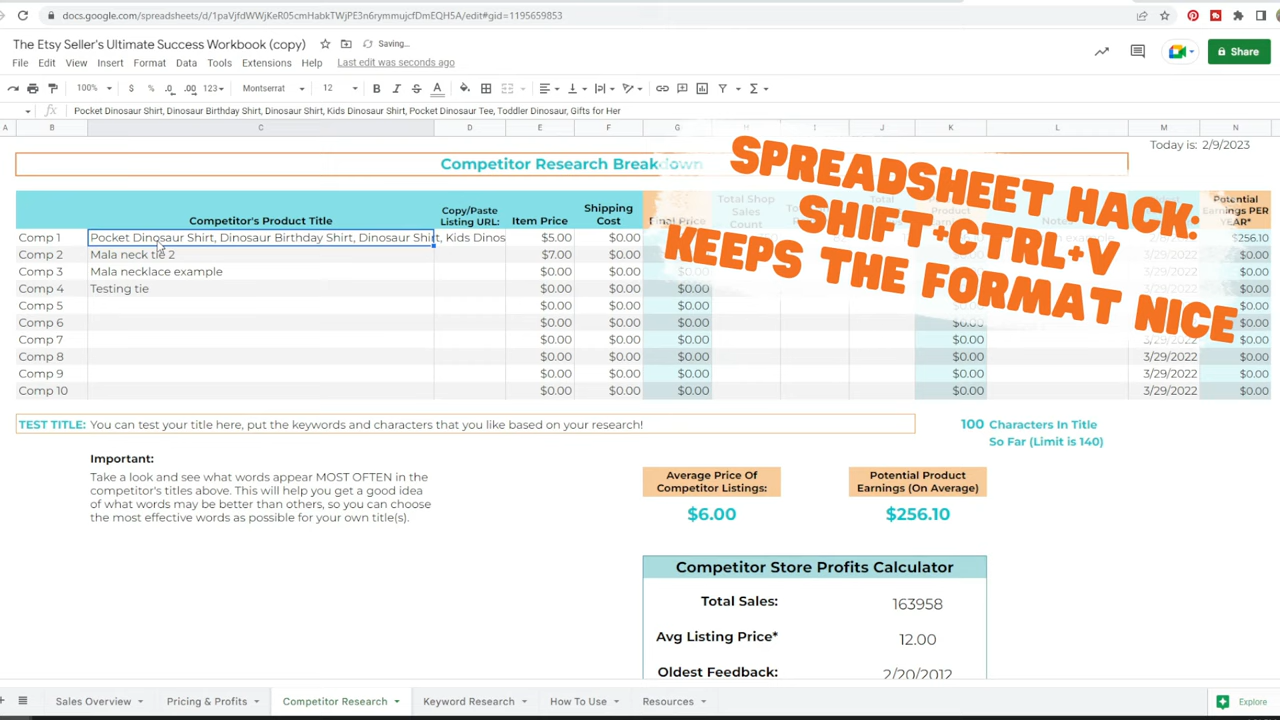 docs.google.com/spreadsheets/d/1paVjfdWWjKeR05cmHabkTWjPE3n6rymmujcfDmEQH5A/edit#gid=1195659853
The Etsy Seller's Ultimate Success Workbook (copy) Saving...
File Edit View Insert Format Data Tools Extensions Help Last edit was seconds ago
Share
100% $ % .0 .00 123 Montserrat 12 B I S A
fx Pocket Dinosaur Shirt, Dinosaur Birthday Shirt, Dinosaur Shirt, Kids Dinosaur Shirt, Pocket Dinosaur Tee, Toddler Dinosaur, Gifts for Her
A B C D E F G H I J K L M N
Today is: 2/9/2023
Competitor Research Breakdown
SPREADSHEET HACK:
SHIFT+CTRL+V
KEEPS THE FORMAT NICE
Competitor's Product Title Copy/Paste Listing URL: Item Price Shipping Cost Final Price Total Shop Sales Count Potential Earnings PER YEAR*
Comp 1 Pocket Dinosaur Shirt, Dinosaur Birthday Shirt, Dinosaur Shirt, Kids Dinos $5.00 $0.00 $256.10
Comp 2 Mala neck tie 2 $7.00 $0.00 3/29/2022 $0.00
Comp 3 Mala necklace example $0.00 $0.00 $0.00
Comp 4 Testing tie $0.00 $0.00 $0.00
Comp 5 $0.00 $0.00 $0.00 $0.00
Comp 6 $0.00 $0.00 $0.00 $0.00 $0.00
Comp 7 $0.00 $0.00 $0.00 $0.00 3/29/2022 $0.00
Comp 8 $0.00 $0.00 $0.00 $0.00 3/29/2022 $0.00
Comp 9 $0.00 $0.00 $0.00 $0.00 3/29/2022 $0.00
Comp 10 $0.00 $0.00 $0.00 $0.00 3/29/2022 $0.00
TEST TITLE: You can test your title here, put the keywords and characters that you like based on your research! 100 Characters In Title
So Far (Limit is 140)
Important:
Take a look and see what words appear MOST OFTEN in the
competitor's titles above. This will help you get a good idea
of what words may be better than others, so you can choose
the most effective words as possible for your own title(s).
Average Price Of
Competitor Listings:
$6.00
Potential Product
Earnings (On Average)
$256.10
Competitor Store Profits Calculator
Total Sales: 163958
Avg Listing Price* 12.00
Oldest Feedback: 2/20/2012
Sales Overview Pricing & Profits Competitor Research Keyword Research How To Use Resources Explore